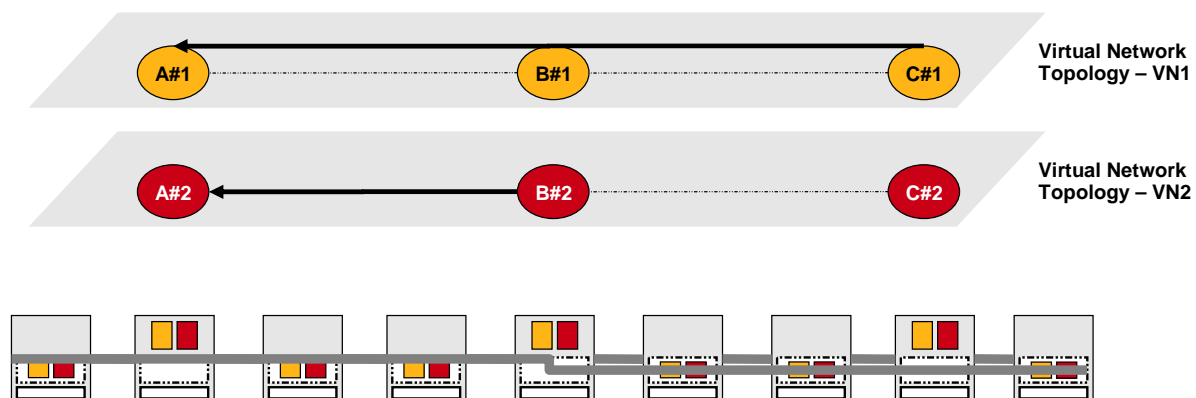 A#1
B#1
C#1
Virtual Network
Topology – VN1
A#2
B#2
C#2
Virtual Network
Topology – VN2